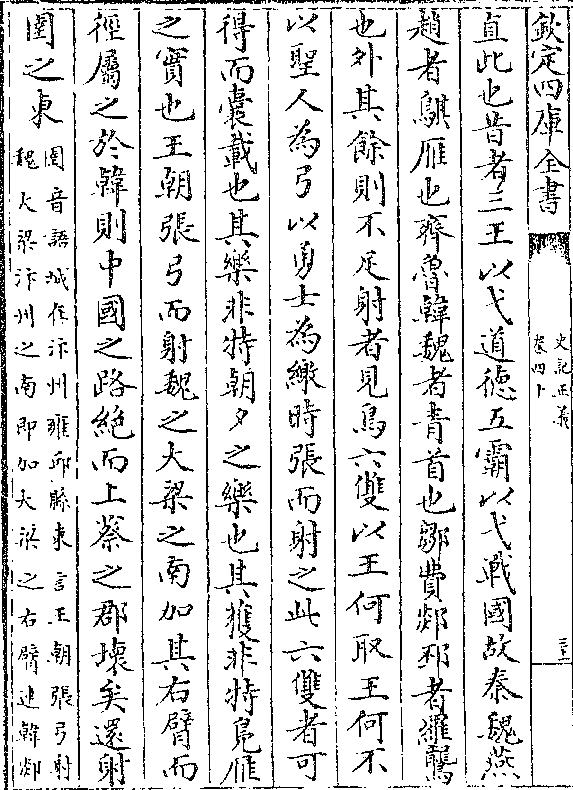 欽定四庫全書
史記正義
卷四十
三十二
直此也昔者三王以弋道德五霸以弋戰國故秦魏燕
趙者鶀雁也齊魯韓魏者青首也鄒費郯邳者羅鸗
也外其餘則不足射者見鳥六雙以王何取王何不
以聖人為弓以勇士為繳時張而射之此六雙者可
得而囊載也其樂非特朝夕之樂也其獲非特鳬雁
之實也王朝張弓而射魏之大梁之南加其右臂而
徑屬之於韓則中國之路絶而上蔡之郡壞矣還射
圉之東
圉音語城在汴州雍邱縣東言王朝張弓射
魏大梁汴州之南即加大梁之右臂連韓郯